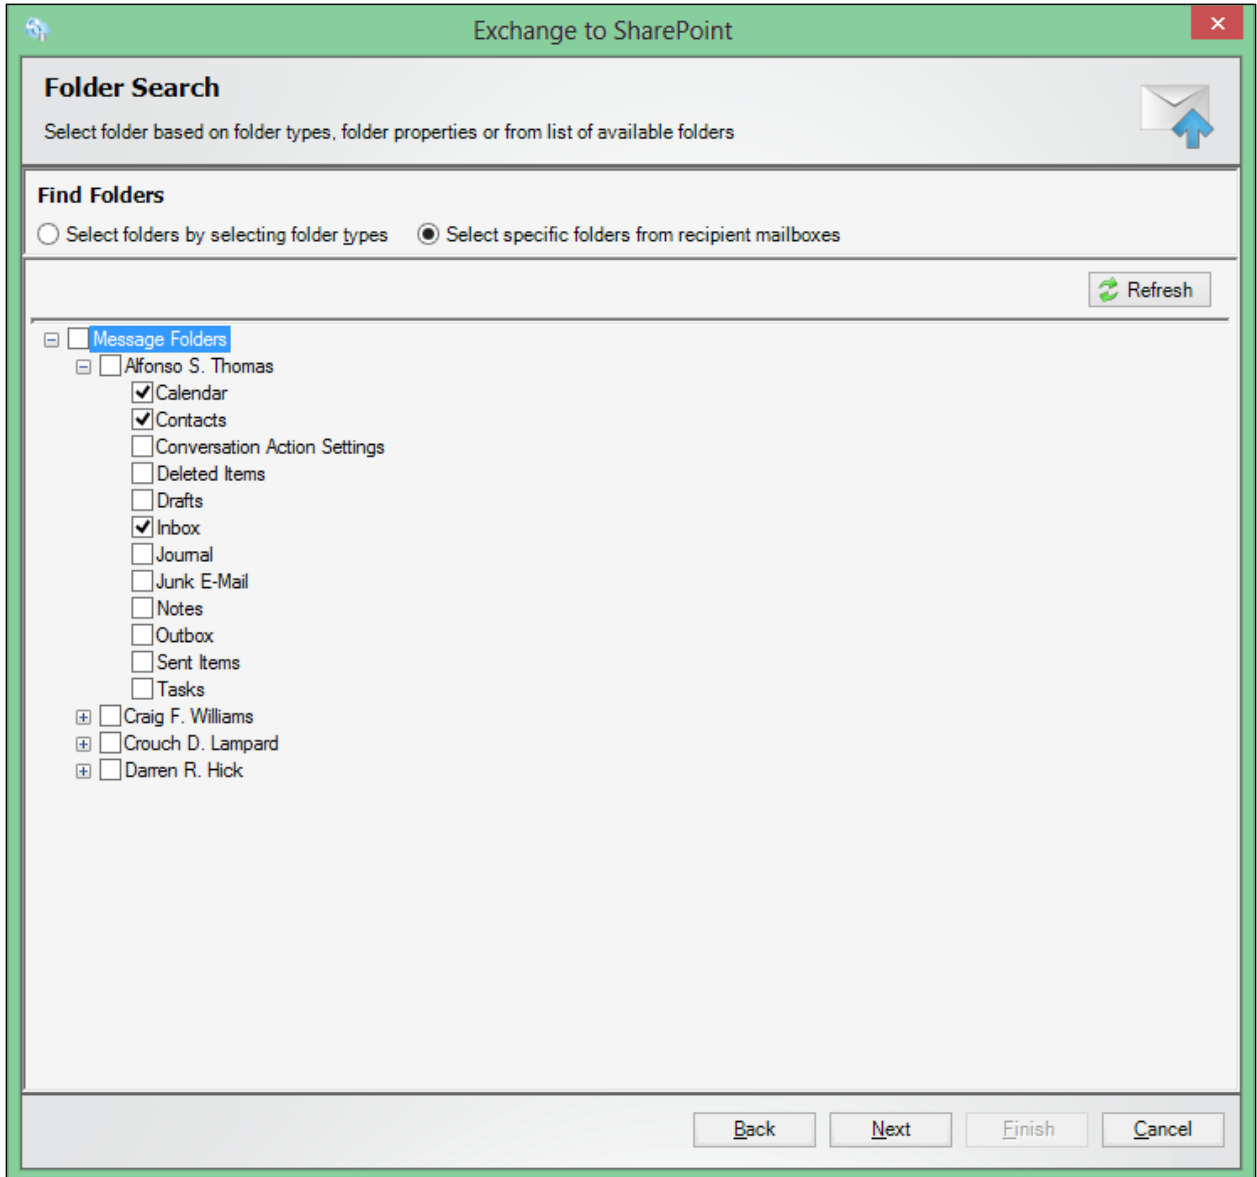 Exchange to SharePoint
Folder Search
Select folder based on folder types, folder properties or from list of available folders
Find Folders
Select folders by selecting folder types Select specific folders from recipient mailboxes
Refresh
Message Folders
Alfonso S. Thomas
Calendar
Contacts
Conversation Action Settings
Deleted Items
Drafts
Inbox
Journal
Junk E-Mail
Notes
Outbox
Sent Items
Tasks
Craig F. Williams
Crouch D. Lampard
Darren R. Hick
Back Next Finish Cancel